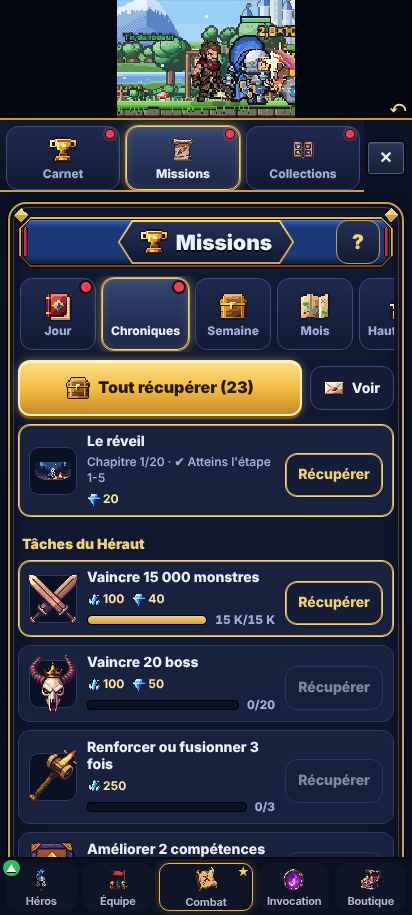 Carnet
Missions
Collections
×
Missions
?
Jour
Chroniques
Semaine
Mois
Tout récupérer (23)
Voir
Le réveil
Chapitre 1/20 · ✔ Atteins l'étape
1-5
20
Récupérer
Tâches du Héraut
Vaincre 15 000 monstres
100 40
15 K/15 K
Récupérer
Vaincre 20 boss
100 50
0/20
Récupérer
Renforcer ou fusionner 3
fois
250
0/3
Récupérer
Améliorer 2 compétences
Héros
Équipe
Combat
Invocation
Boutique